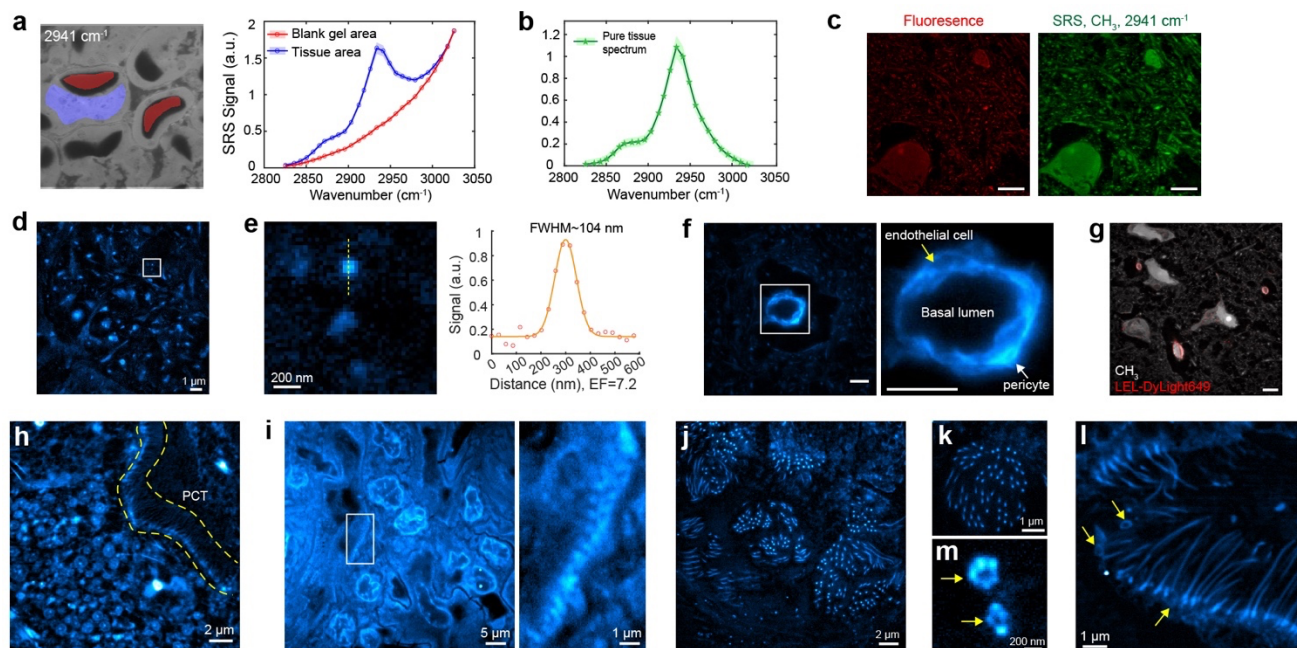 a
2941 cm⁻¹
SRS Signal (a.u.)
1.5
1
0.5
0
Blank gel area
Tissue area
2800 2850 2900 2950 3000 3050
Wavenumber (cm⁻¹)
b
1.2
1
0.8
0.6
0.4
0.2
0
Pure tissue
spectrum
2800 2850 2900 2950 3000 3050
Wavenumber (cm⁻¹)
c
Fluoresence
SRS, CH₃, 2941 cm⁻¹
d
1 µm
e
200 nm
FWHM~104 nm
Signal (a.u.)
1
0.8
0.6
0.4
0.2
0
0 100 200 300 400 500 600
Distance (nm), EF=7.2
f
endothelial cell
Basal lumen
pericyte
g
CH₃
LEL-DyLight649
h
PCT
2 µm
i
5 µm
1 µm
j
2 µm
k
1 µm
m
200 nm
l
1 µm